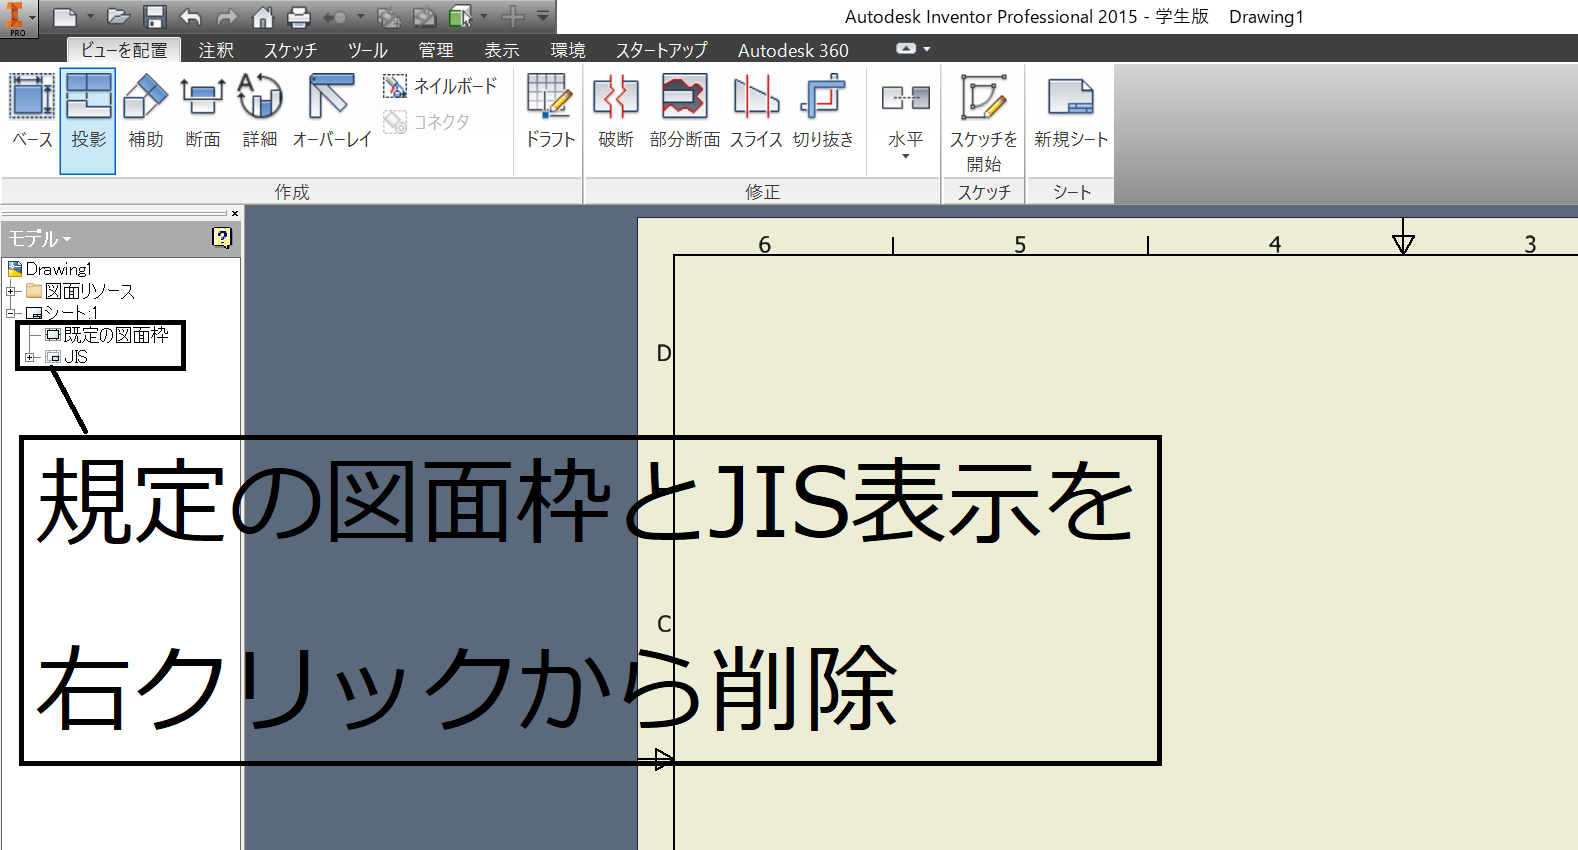 Autodesk Inventor Professional 2015 - 学生版 Drawing1
PRO
ビューを配置 注釈 スケッチ ツール 管理 表示 環境 スタートアップ Autodesk 360
ベース 投影 補助 断面 詳細 オーバーレイ ネイルボード コネクタ ドラフト 破断 部分断面 スライス 切り抜き 水平 スケッチを開始 新規シート
作成 修正 スケッチ シート
モデル
Drawing1
図面リソース
シート:1
既定の図面枠
JIS
6 5 4 3
D
C
規定の図面枠とJIS表示を
右クリックから削除